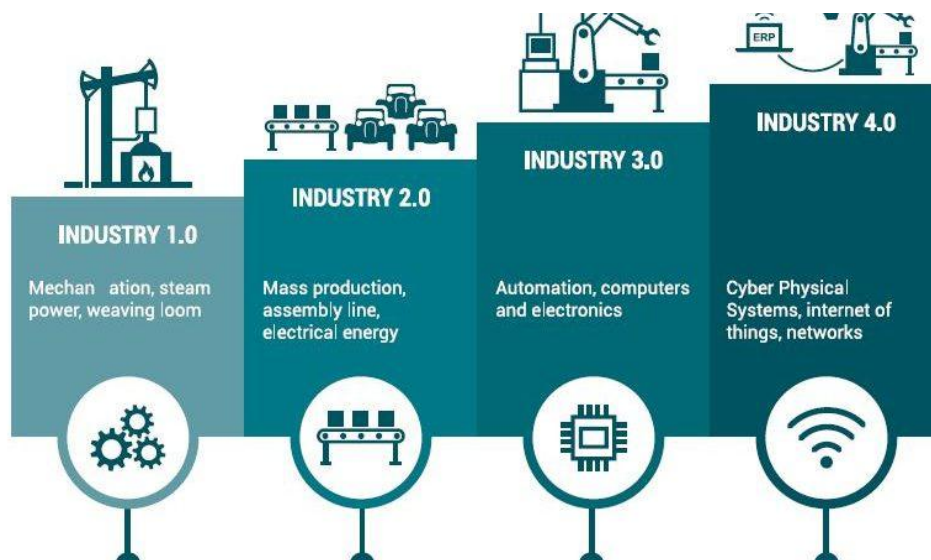 ERP
INDUSTRY 4.0
INDUSTRY 3.0
INDUSTRY 2.0
INDUSTRY 1.0
Mechan ation, steam
power, weaving loom
Mass production,
assembly line,
electrical energy
Automation, computers
and electronics
Cyber Physical
Systems, internet of
things, networks